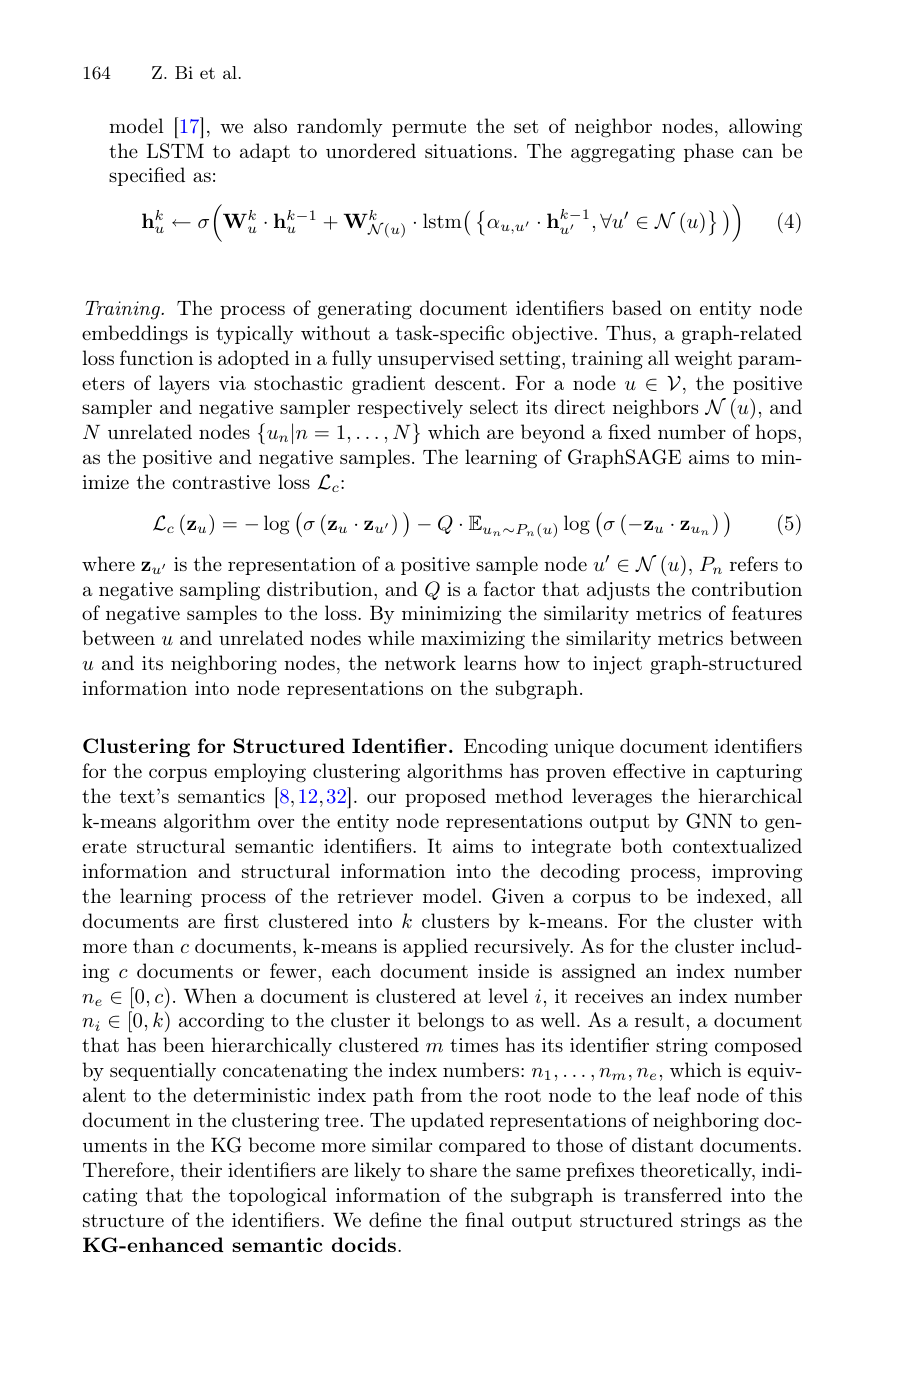 164 Z. Bi et al.
model [17], we also randomly permute the set of neighbor nodes, allowing
the LSTM to adapt to unordered situations. The aggregating phase can be
specified as:
h_u^k ← σ(W_u^k · h_u^{k−1} + W_{𝒩(u)}^k · lstm({α_{u,u′} · h_{u′}^{k−1}, ∀u′ ∈ 𝒩(u)})) (4)
Training. The process of generating document identifiers based on entity node
embeddings is typically without a task-specific objective. Thus, a graph-related
loss function is adopted in a fully unsupervised setting, training all weight param-
eters of layers via stochastic gradient descent. For a node u ∈ 𝒱, the positive
sampler and negative sampler respectively select its direct neighbors 𝒩(u), and
N unrelated nodes {u_n|n = 1, . . . , N} which are beyond a fixed number of hops,
as the positive and negative samples. The learning of GraphSAGE aims to min-
imize the contrastive loss ℒ_c:
ℒ_c (z_u) = − log (σ (z_u · z_{u′})) − Q · 𝔼_{u_n∼P_n(u)} log (σ (−z_u · z_{u_n})) (5)
where z_{u′} is the representation of a positive sample node u′ ∈ 𝒩(u), P_n refers to
a negative sampling distribution, and Q is a factor that adjusts the contribution
of negative samples to the loss. By minimizing the similarity metrics of features
between u and unrelated nodes while maximizing the similarity metrics between
u and its neighboring nodes, the network learns how to inject graph-structured
information into node representations on the subgraph.
Clustering for Structured Identifier. Encoding unique document identifiers
for the corpus employing clustering algorithms has proven effective in capturing
the text's semantics [8,12,32]. our proposed method leverages the hierarchical
k-means algorithm over the entity node representations output by GNN to gen-
erate structural semantic identifiers. It aims to integrate both contextualized
information and structural information into the decoding process, improving
the learning process of the retriever model. Given a corpus to be indexed, all
documents are first clustered into k clusters by k-means. For the cluster with
more than c documents, k-means is applied recursively. As for the cluster includ-
ing c documents or fewer, each document inside is assigned an index number
n_e ∈ [0, c). When a document is clustered at level i, it receives an index number
n_i ∈ [0, k) according to the cluster it belongs to as well. As a result, a document
that has been hierarchically clustered m times has its identifier string composed
by sequentially concatenating the index numbers: n_1, . . . , n_m, n_e, which is equiv-
alent to the deterministic index path from the root node to the leaf node of this
document in the clustering tree. The updated representations of neighboring doc-
uments in the KG become more similar compared to those of distant documents.
Therefore, their identifiers are likely to share the same prefixes theoretically, indi-
cating that the topological information of the subgraph is transferred into the
structure of the identifiers. We define the final output structured strings as the
KG-enhanced semantic docids.